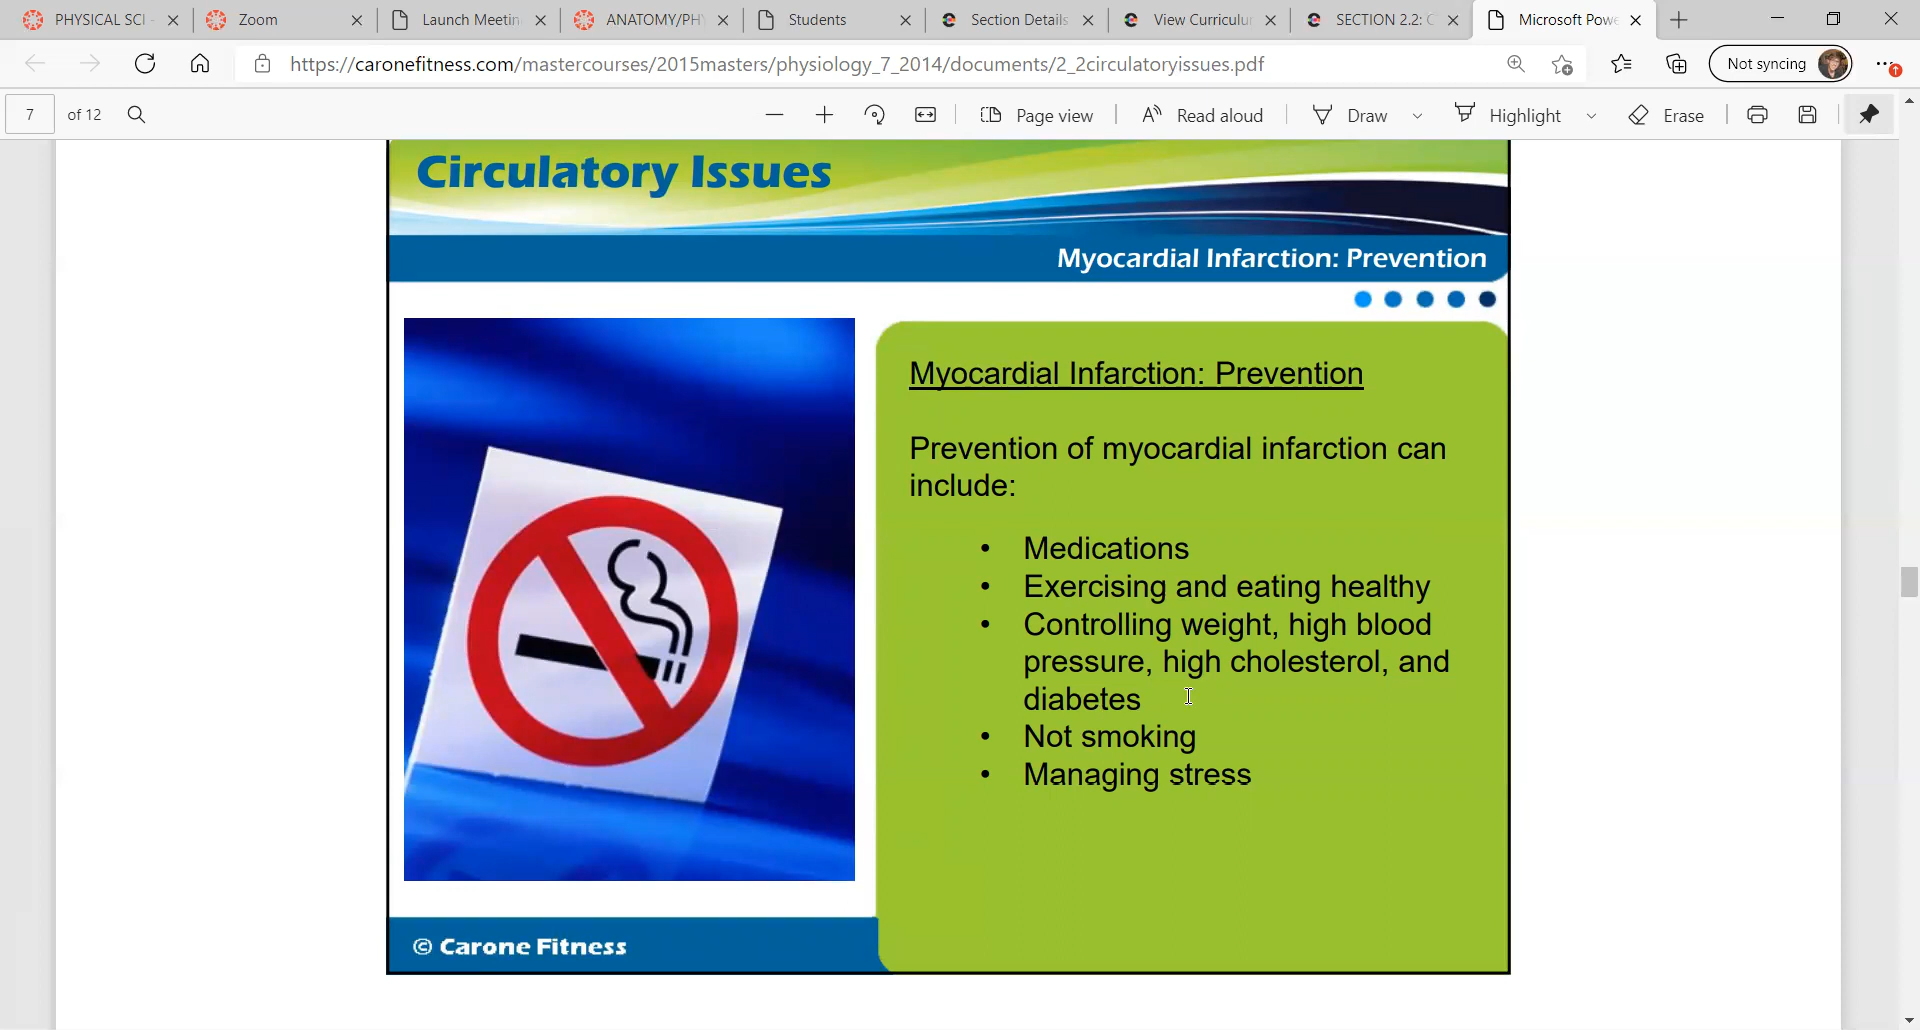 PHYSICAL SCI
Zoom
Launch Meetin
ANATOMY/PH
Students
Section Details
View Curriculu
SECTION 2.2: C
Microsoft Powe
https://caronefitness.com/mastercourses/2015masters/physiology_7_2014/documents/2_2circulatoryissues.pdf
Not syncing
7 of 12
Page view
Read aloud
Draw
Highlight
Erase
Circulatory Issues
Myocardial Infarction: Prevention
Myocardial Infarction: Prevention
Prevention of myocardial infarction can
include:
• Medications
• Exercising and eating healthy
• Controlling weight, high blood
pressure, high cholesterol, and
diabetes
• Not smoking
• Managing stress
© Carone Fitness